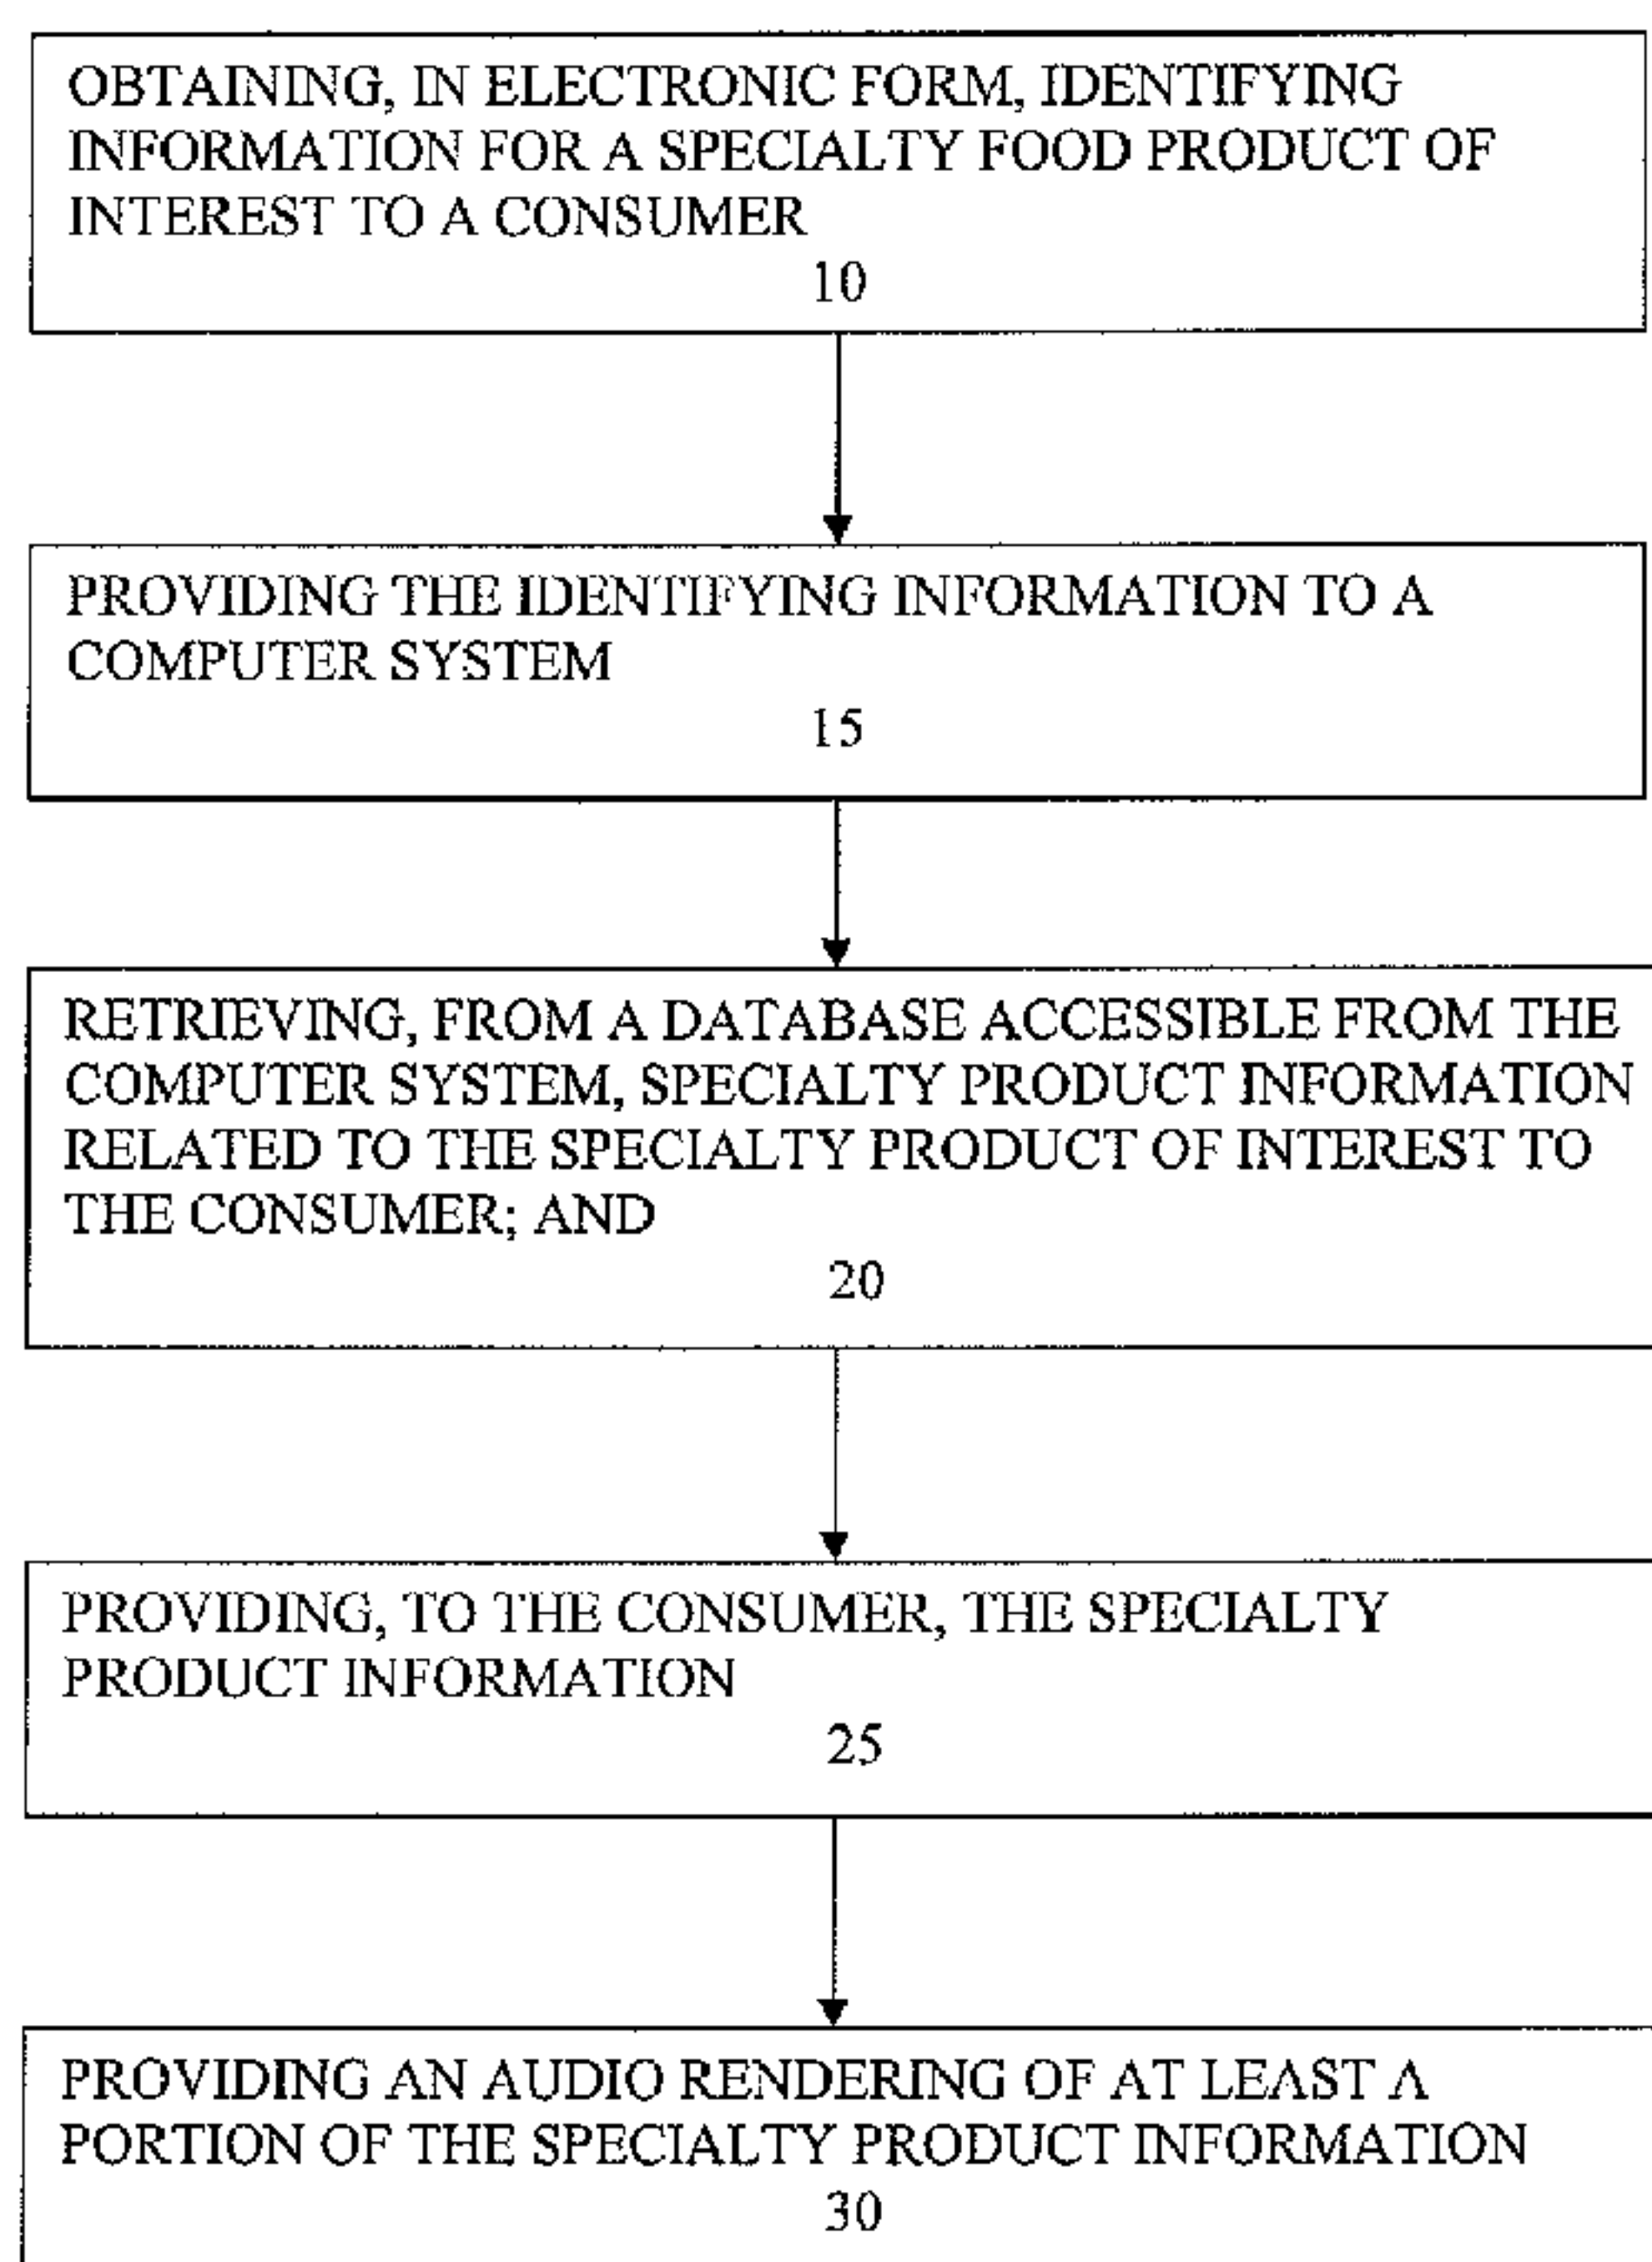 OBTAINING, IN ELECTRONIC FORM, IDENTIFYING
INFORMATION FOR A SPECIALTY FOOD PRODUCT OF
INTEREST TO A CONSUMER
10
PROVIDING THE IDENTIFYING INFORMATION TO A
COMPUTER SYSTEM
15
RETRIEVING, FROM A DATABASE ACCESSIBLE FROM THE
COMPUTER SYSTEM, SPECIALTY PRODUCT INFORMATION
RELATED TO THE SPECIALTY PRODUCT OF INTEREST TO
THE CONSUMER; AND
20
PROVIDING, TO THE CONSUMER, THE SPECIALTY
PRODUCT INFORMATION
25
PROVIDING AN AUDIO RENDERING OF AT LEAST A
PORTION OF THE SPECIALTY PRODUCT INFORMATION
30